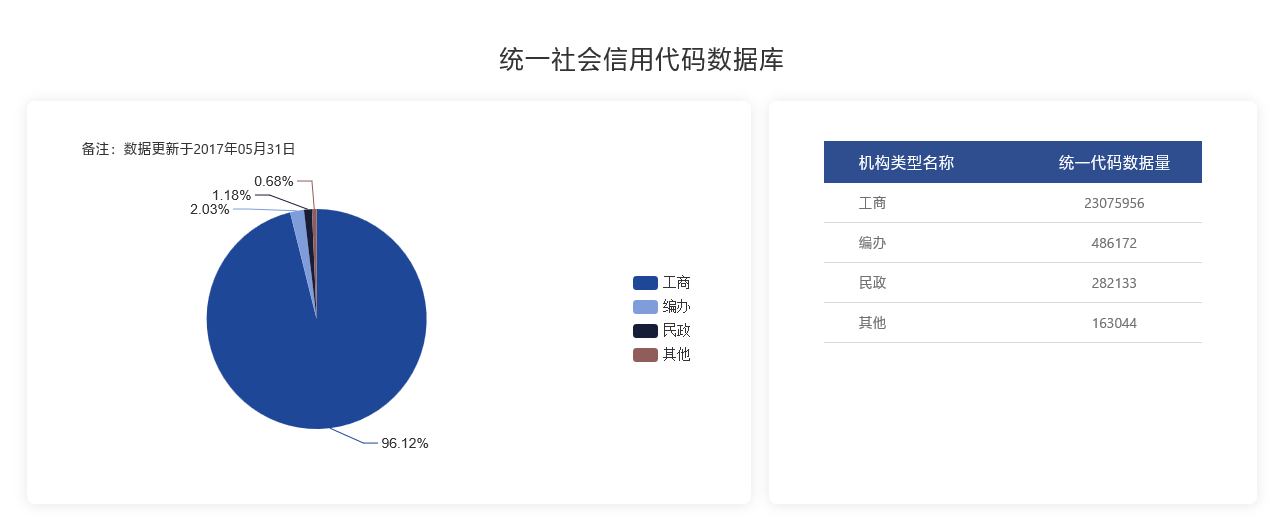 统一社会信用代码数据库
备注：数据更新于2017年05月31日
0.68%
1.18%
2.03%
96.12%
工商
编办
民政
其他
机构类型名称 统一代码数据量
工商 23075956
编办 486172
民政 282133
其他 163044